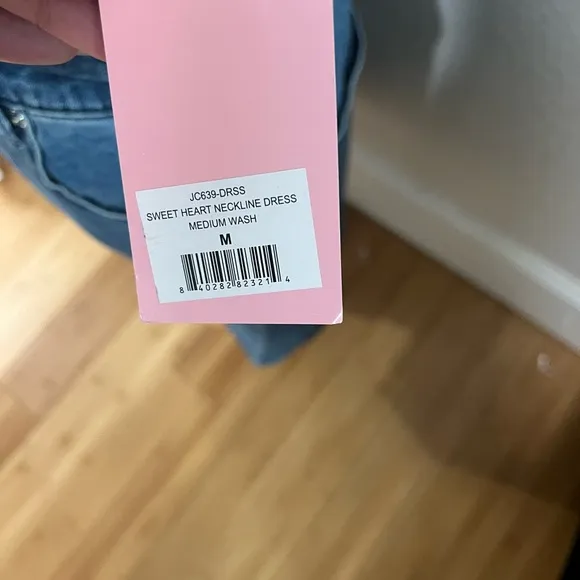 JC639-DRSS
SWEET HEART NECKLINE DRESS
MEDIUM WASH
M
8 40282 82321 4